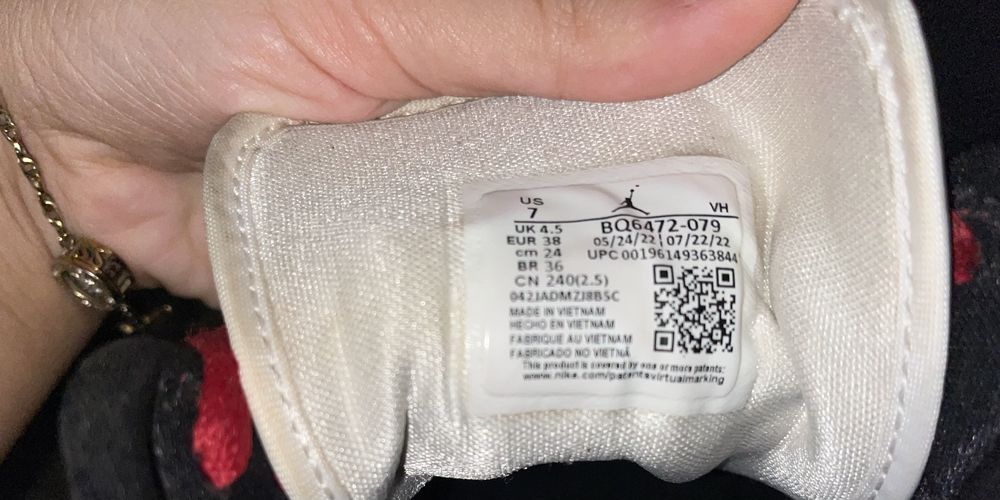 US
7
VH
UK 4.5
EUR 38
cm 24
BR 36
CN 240(2.5)
BQ6472-079
05/24/22 | 07/22/22
UPC 00196149363844
042JADMZJ8B5C
MADE IN VIETNAM
HECHO EN VIETNAM
FABRIQUE AU VIETNAM
FABRICADO NO VIETNÃ
This product is covered by one or more patents:
www.nike.com/patentsvirtualmarking